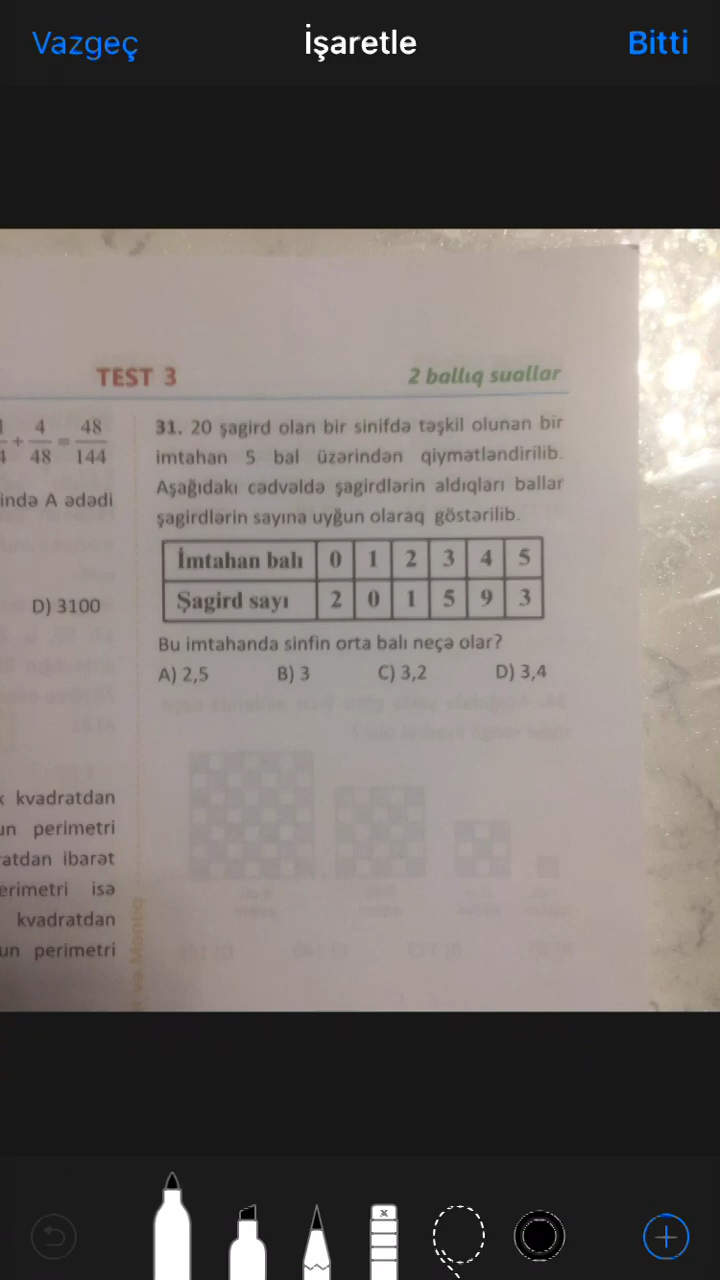 Vazgeç İşaretle Bitti
TEST 3 2 ballıq suallar
4/48 = 48/144
ində A ədədi
D) 3100
k kvadratdan
un perimetri
atdan ibarət
erimetri isə
kvadratdan
un perimetri
və Məntiq
31. 20 şagird olan bir sinifdə təşkil olunan bir
imtahan 5 bal üzərindən qiymətləndirilib.
Aşağıdakı cədvəldə şagirdlərin aldıqları ballar
şagirdlərin sayına uyğun olaraq göstərilib.
İmtahan balı 0 1 2 3 4 5
Şagird sayı 2 0 1 5 9 3
Bu imtahanda sinfin orta balı neçə olar?
A) 2,5 B) 3 C) 3,2 D) 3,4